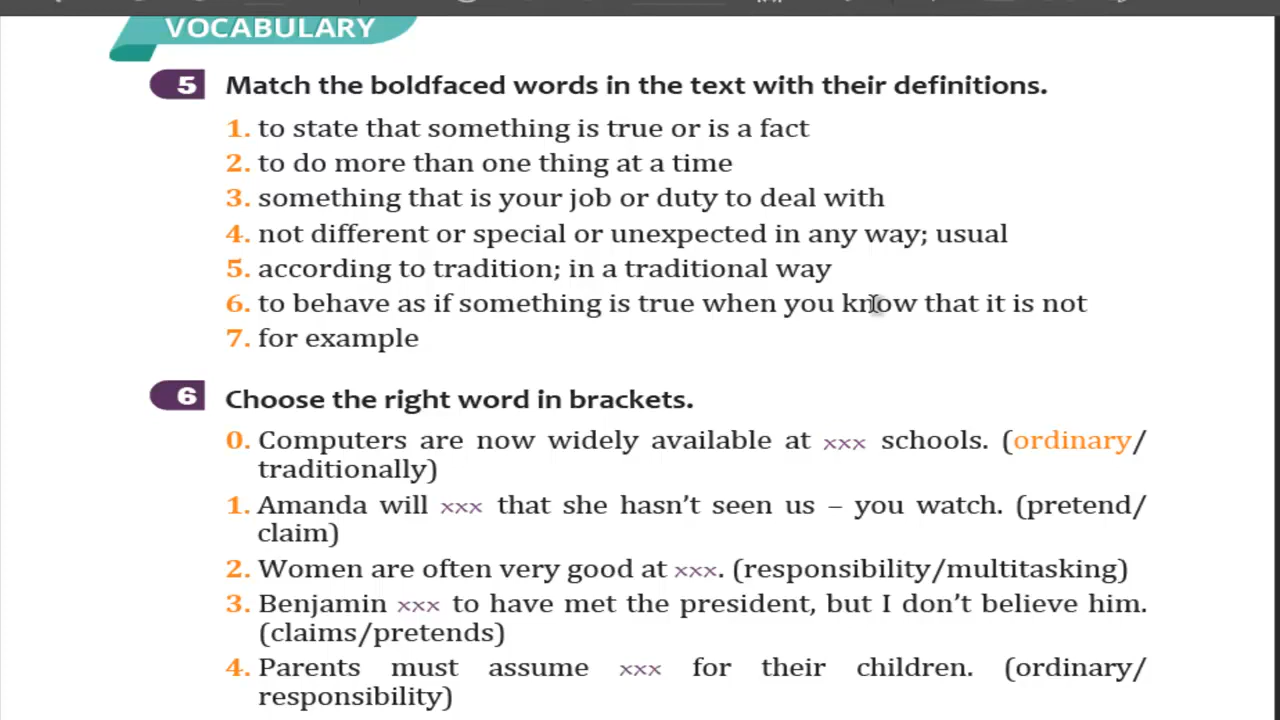 VOCABULARY
5 Match the boldfaced words in the text with their definitions.
1. to state that something is true or is a fact
2. to do more than one thing at a time
3. something that is your job or duty to deal with
4. not different or special or unexpected in any way; usual
5. according to tradition; in a traditional way
6. to behave as if something is true when you know that it is not
7. for example
6 Choose the right word in brackets.
0. Computers are now widely available at xxx schools. (ordinary/
traditionally)
1. Amanda will xxx that she hasn't seen us – you watch. (pretend/
claim)
2. Women are often very good at xxx. (responsibility/multitasking)
3. Benjamin xxx to have met the president, but I don't believe him.
(claims/pretends)
4. Parents must assume xxx for their children. (ordinary/
responsibility)